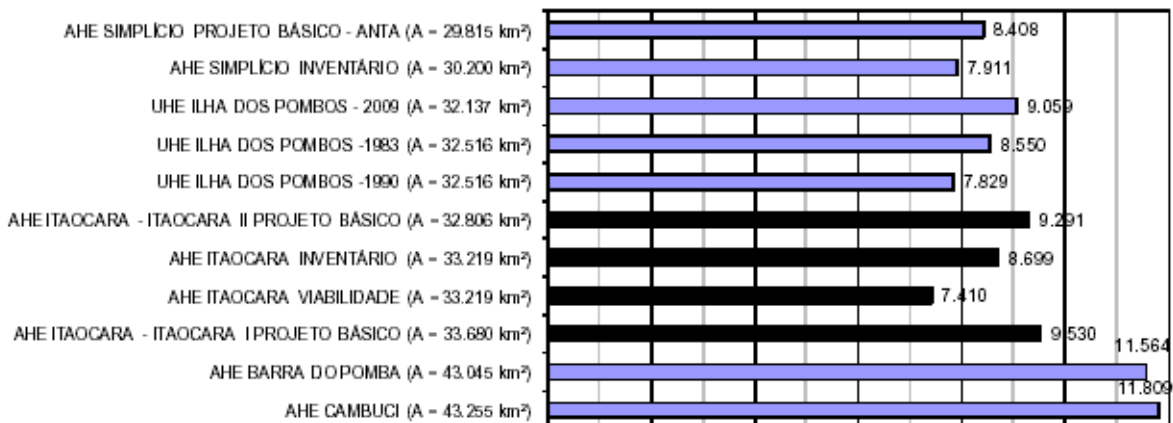 AHE SIMPLÍCIO PROJETO BÁSICO - ANTA (A = 29.815 km²) 8.408
AHE SIMPLÍCIO INVENTÁRIO (A = 30.200 km²) 7.911
UHE ILHA DOS POMBOS - 2009 (A = 32.137 km²) 9.059
UHE ILHA DOS POMBOS -1983 (A = 32.516 km²) 8.550
UHE ILHA DOS POMBOS -1990 (A = 32.516 km²) 7.829
AHE ITAOCARA - ITAOCARA II PROJETO BÁSICO (A = 32.806 km²) 9.291
AHE ITAOCARA INVENTÁRIO (A = 33.219 km²) 8.699
AHE ITAOCARA VIABILIDADE (A = 33.219 km²) 7.410
AHE ITAOCARA - ITAOCARA I PROJETO BÁSICO (A = 33.680 km²) 9.530
AHE BARRA DO POMBA (A = 43.045 km²) 11.564
AHE CAMBUCI (A = 43.255 km²) 11.809